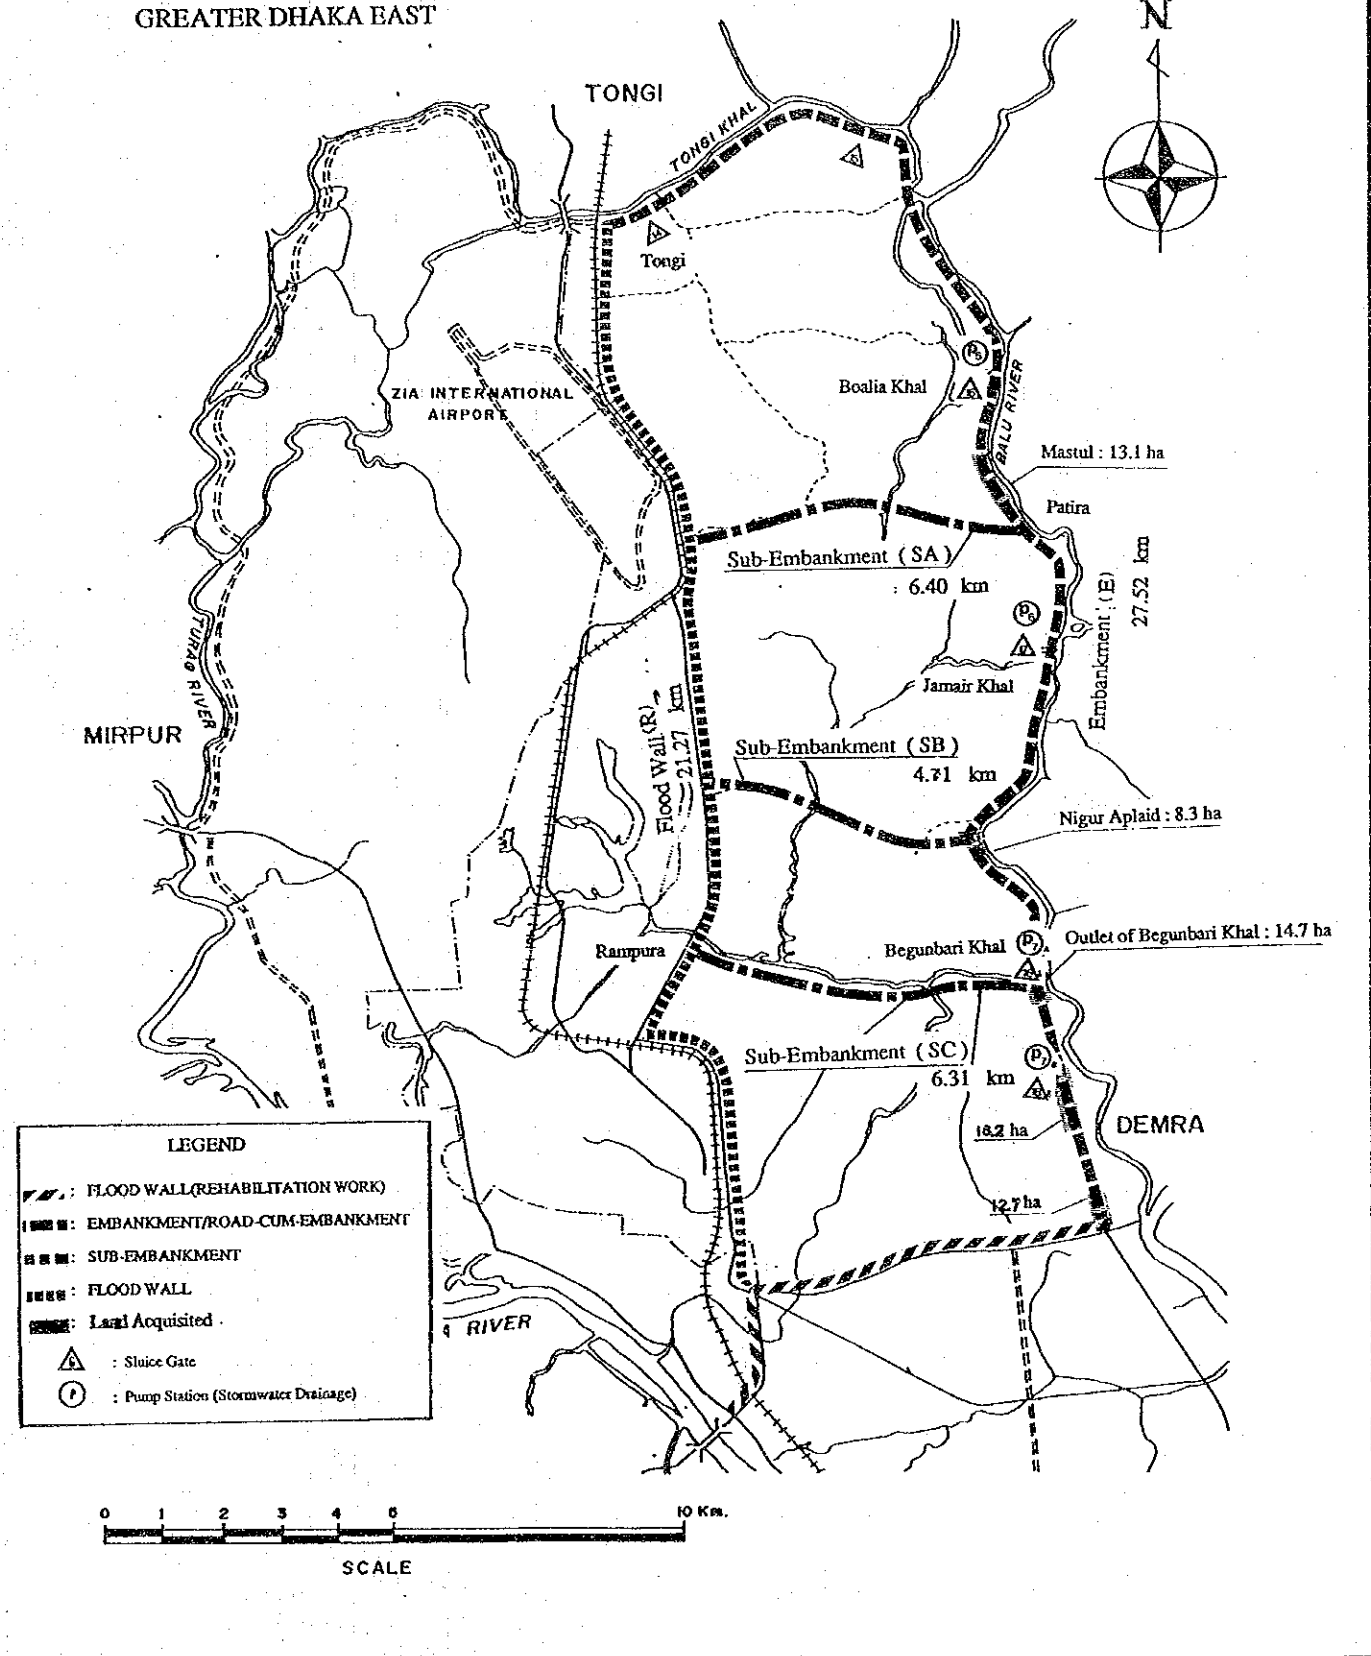 GREATER DHAKA EAST
N
TONGI
TONGI KHAL
Tongi
ZIA INTERNATIONAL
AIRPORE
Boalia Khal
P5
BALU RIVER
Mastul : 13.1 ha
Patira
Sub-Embankment ( SA )
: 6.40 km
Embankment (E)
27.52 km
P6
Jamair Khal
TURAG RIVER
MIRPUR
Flood Wall (R)
21.27 km
Sub-Embankment ( SB )
4.71 km
Nigur Aplaid : 8.3 ha
Rampura
Begunbari Khal
P7
Outlet of Begunbari Khal : 14.7 ha
Sub-Embankment ( SC )
6.31 km
P7
DEMRA
18.2 ha
12.7 ha
LEGEND
: FLOOD WALL(REHABILITATION WORK)
: EMBANKMENT/ROAD-CUM-EMBANKMENT
: SUB-EMBANKMENT
: FLOOD WALL
: Land Acquisited
: Sluice Gate
P : Pump Station (Stormwater Drainage)
A RIVER
0 1 2 3 4 5 10 Km.
SCALE